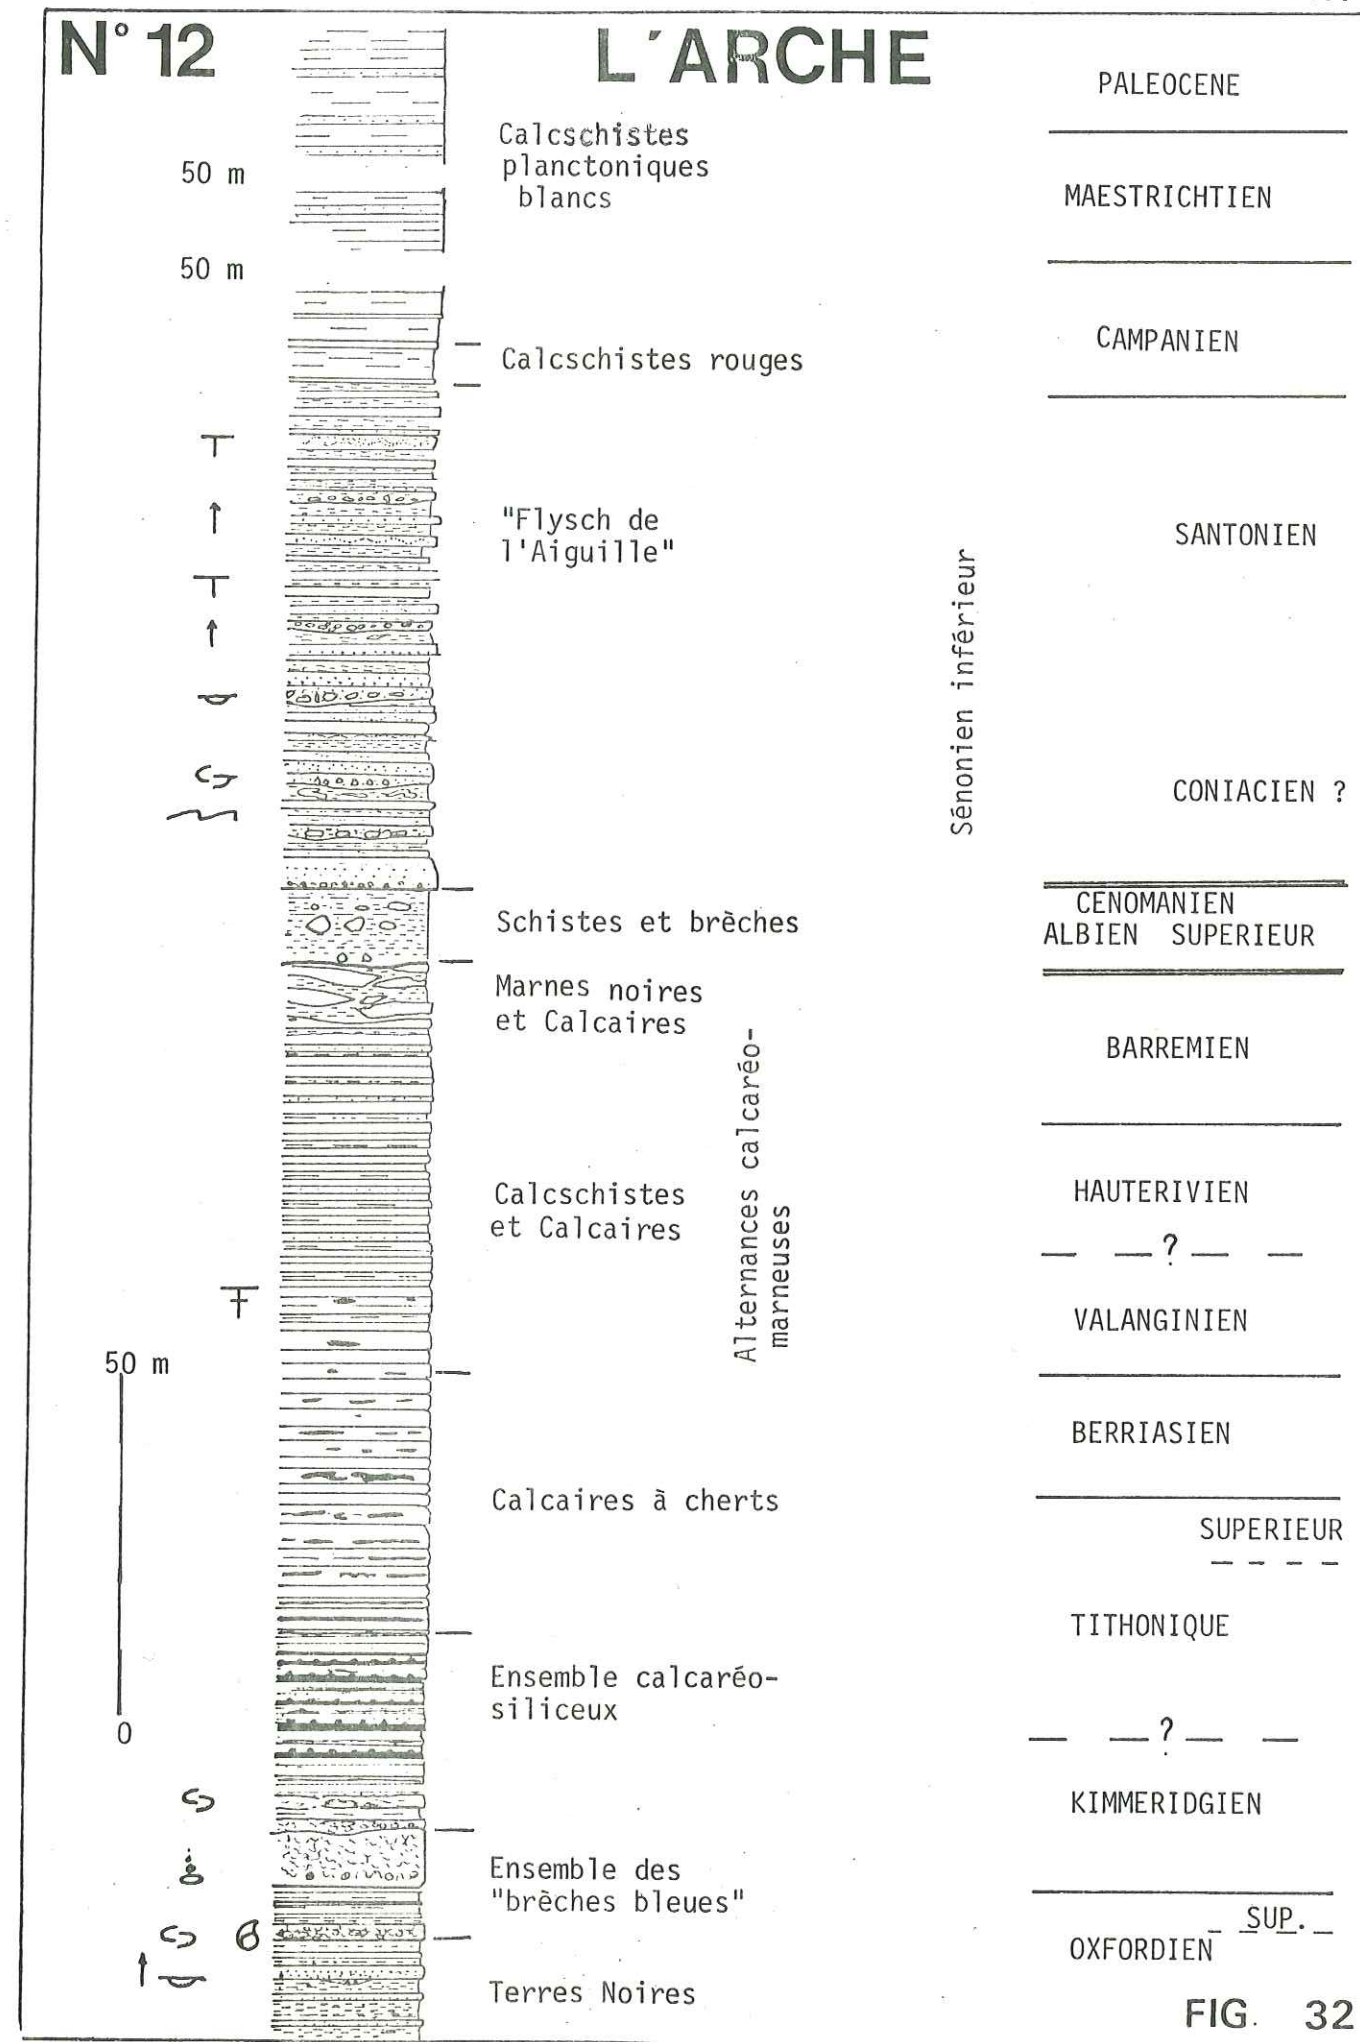 N° 12
L'ARCHE
PALEOCENE
Calcschistes
planctoniques
blancs
50 m
MAESTRICHTIEN
50 m
CAMPANIEN
Calcschistes rouges
"Flysch de
l'Aiguille"
SANTONIEN
Sénonien inférieur
CONIACIEN ?
CENOMANIEN
ALBIEN SUPERIEUR
Schistes et brèches
Marnes noires
et Calcaires
BARREMIEN
Alternances calcaréo-
marneuses
Calcschistes
et Calcaires
HAUTERIVIEN
?
VALANGINIEN
50 m
BERRIASIEN
Calcaires à cherts
SUPERIEUR
TITHONIQUE
Ensemble calcaréo-
siliceux
0
?
KIMMERIDGIEN
Ensemble des
"brèches bleues"
SUP.
OXFORDIEN
Terres Noires
FIG. 32